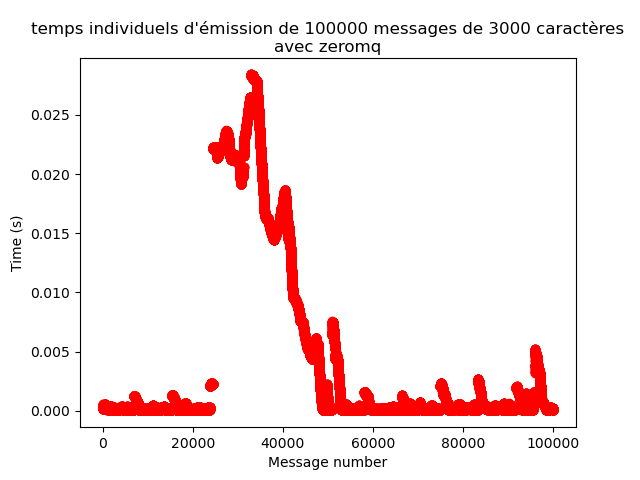 temps individuels d'émission de 100000 messages de 3000 caractères
avec zeromq
0.025
0.020
0.015
0.010
0.005
0.000
Time (s)
0 20000 40000 60000 80000 100000
Message number